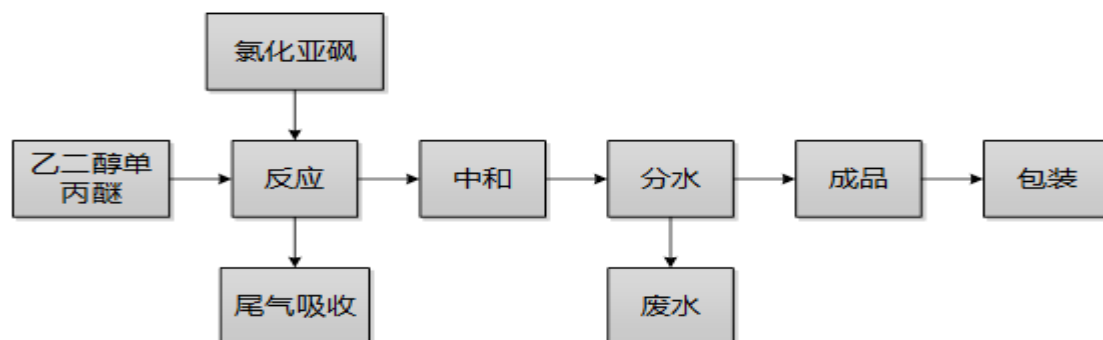 氯化亚砜
乙二醇单
丙醚
反应
中和
分水
成品
包装
尾气吸收
废水